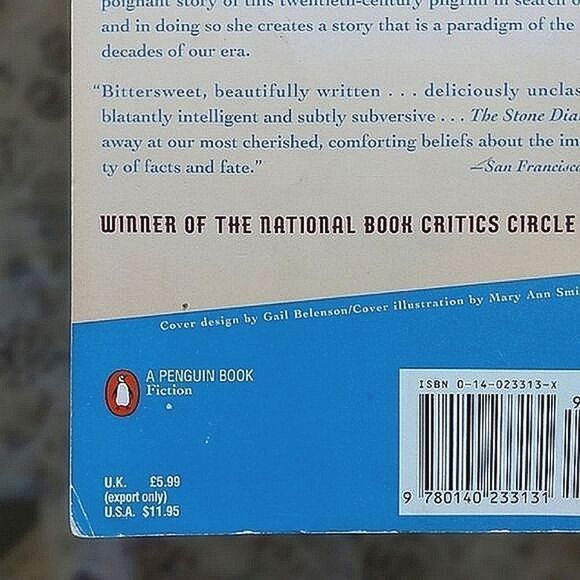 poignant story of this twentieth-century pilgrim in search o
and in doing so she creates a story that is a paradigm of the
decades of our era.
“Bittersweet, beautifully written . . . deliciously unclas
blatantly intelligent and subtly subversive . . . The Stone Dia
away at our most cherished, comforting beliefs about the im
ty of facts and fate.”
—San Francisco
WINNER OF THE NATIONAL BOOK CRITICS CIRCLE
Cover design by Gail Belenson/Cover illustration by Mary Ann Smi
A PENGUIN BOOK
Fiction
ISBN 0-14-023313-X
9
9 780140 233131
U.K. £5.99
(export only)
U.S.A. $11.95